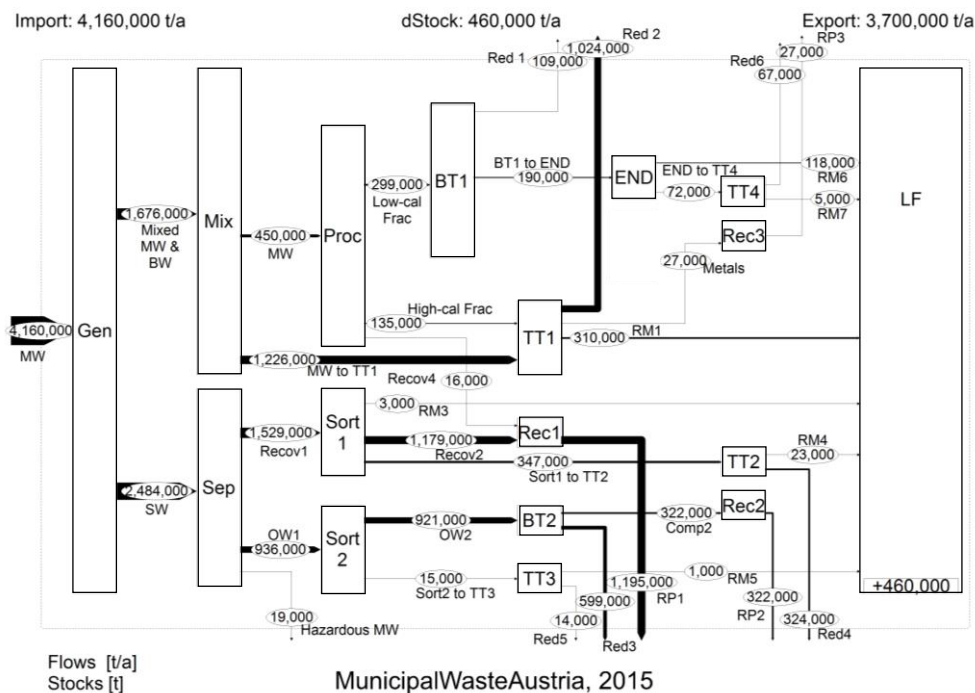 Import: 4,160,000 t/a
dStock: 460,000 t/a
Export: 3,700,000 t/a
Red 2
RP3
Red 1
1,024,000
27,000
109,000
Red6
67,000
Gen
Mix
Proc
BT1
END
TT4
LF
BT1 to END
190,000
END to TT4
72,000
118,000
RM6
5,000
RM7
299,000
Low-cal
Frac
1,676,000
Mixed
MW &
BW
450,000
MW
Rec3
27,000
Metals
4,160,000
MW
High-cal Frac
135,000
TT1
310,000
RM1
1,226,000
MW to TT1
Recov4
16,000
3,000
RM3
Sort
1
Rec1
1,529,000
Recov1
1,179,000
Recov2
347,000
Sort1 to TT2
TT2
RM4
23,000
Sep
2,484,000
SW
Rec2
OW1
936,000
Sort
2
921,000
OW2
BT2
322,000
Comp2
15,000
Sort2 to TT3
TT3
1,000
RM5
+460,000
1,195,000
RP1
599,000
322,000
RP2
324,000
Red4
19,000
Hazardous MW
14,000
Red5
Red3
Flows [t/a]
Stocks [t]
MunicipalWasteAustria, 2015